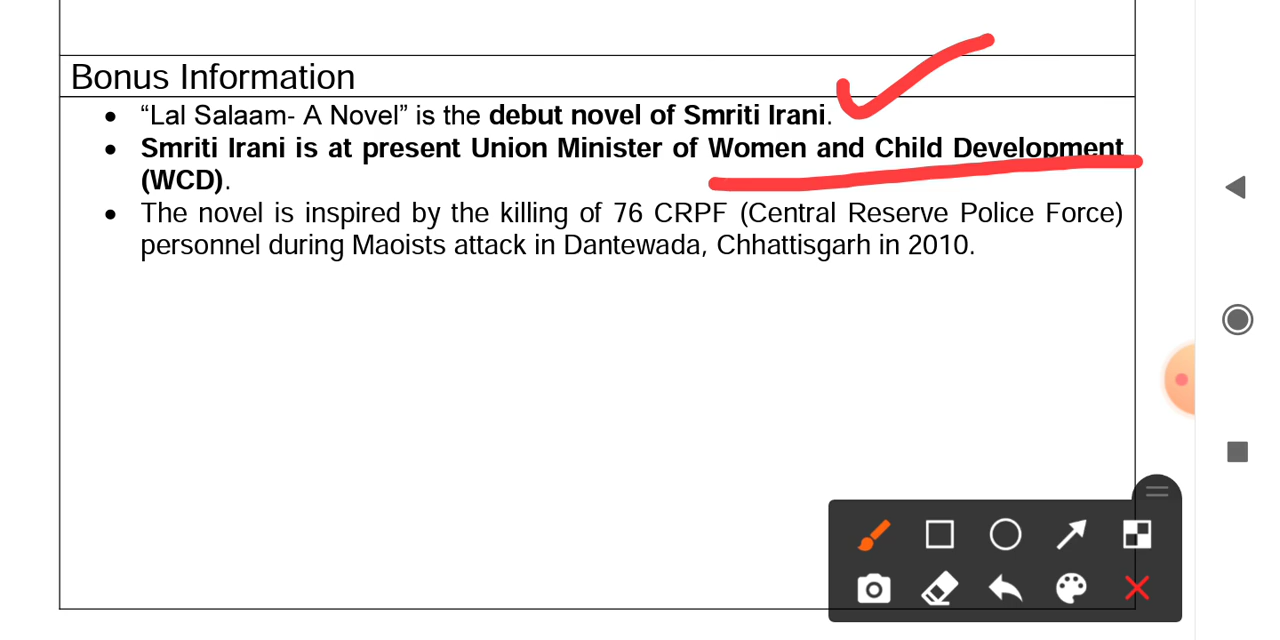 Bonus Information
• “Lal Salaam- A Novel” is the debut novel of Smriti Irani.
• Smriti Irani is at present Union Minister of Women and Child Development
(WCD).
• The novel is inspired by the killing of 76 CRPF (Central Reserve Police Force)
personnel during Maoists attack in Dantewada, Chhattisgarh in 2010.